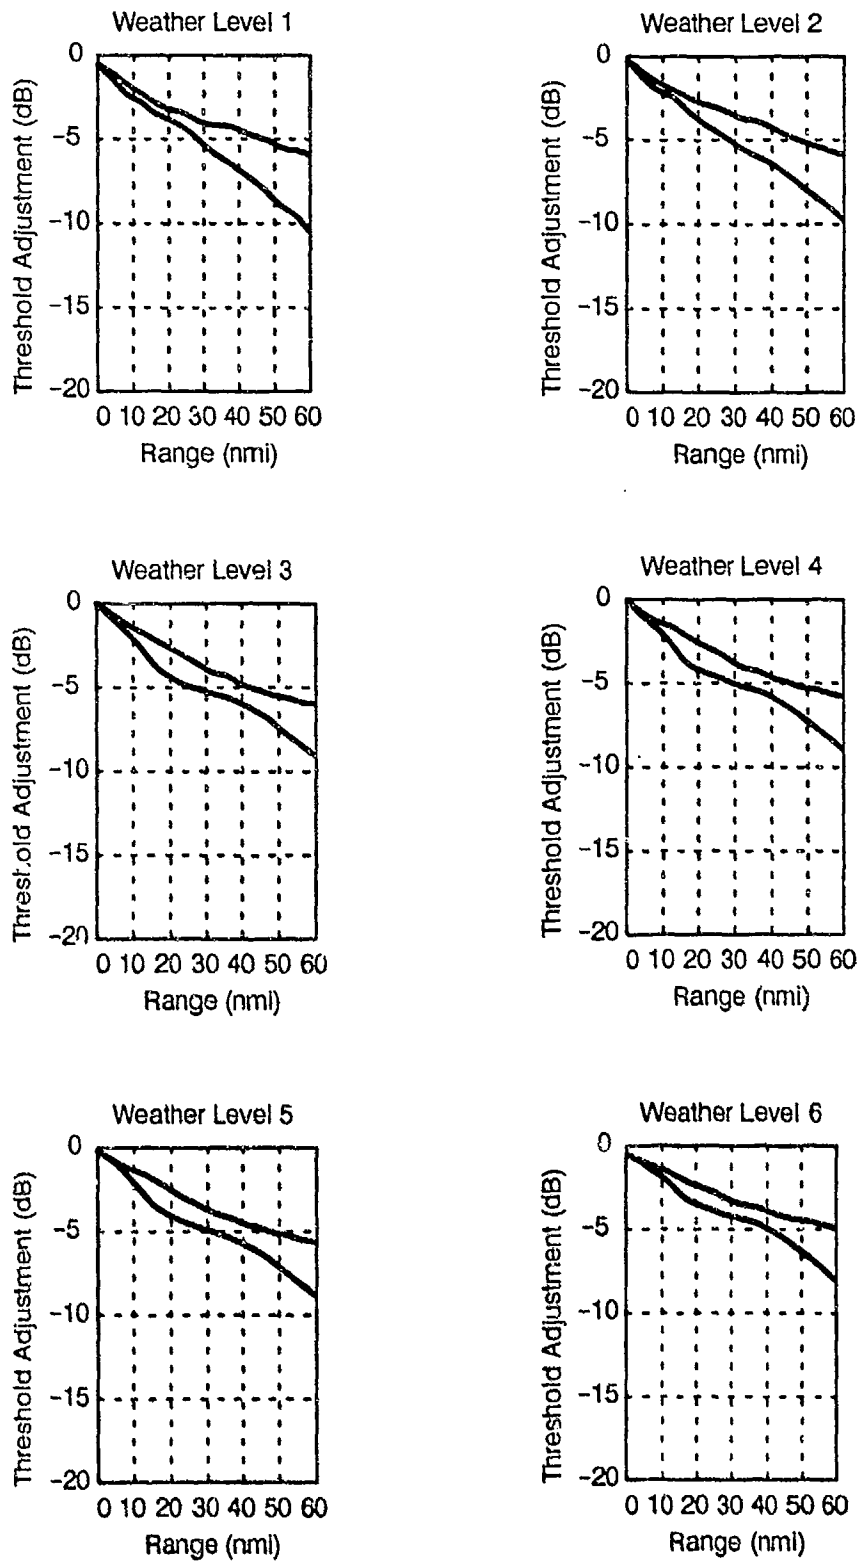 Weather Level 1
Threshold Adjustment (dB)
0
−5
−10
−15
−20
0 10 20 30 40 50 60
Range (nmi)
Weather Level 2
Threshold Adjustment (dB)
0
−5
−10
−15
−20
0 10 20 30 40 50 60
Range (nmi)
Weather Level 3
Thres!.old Adjustment (dB)
0
−5
−10
−15
−20
0 10 20 30 40 50 60
Range (nmi)
Weather Level 4
Threshold Adjustment (dB)
0
−5
−10
−15
−20
0 10 20 30 40 50 60
Range (nmi)
Weather Level 5
Threshold Adjustment (dB)
0
−5
−10
−15
−20
0 10 20 30 40 50 60
Range (nmi)
Weather Level 6
Threshold Adjustment (dB)
0
−5
−10
−15
−20
0 10 20 30 40 50 60
Range (nmi)